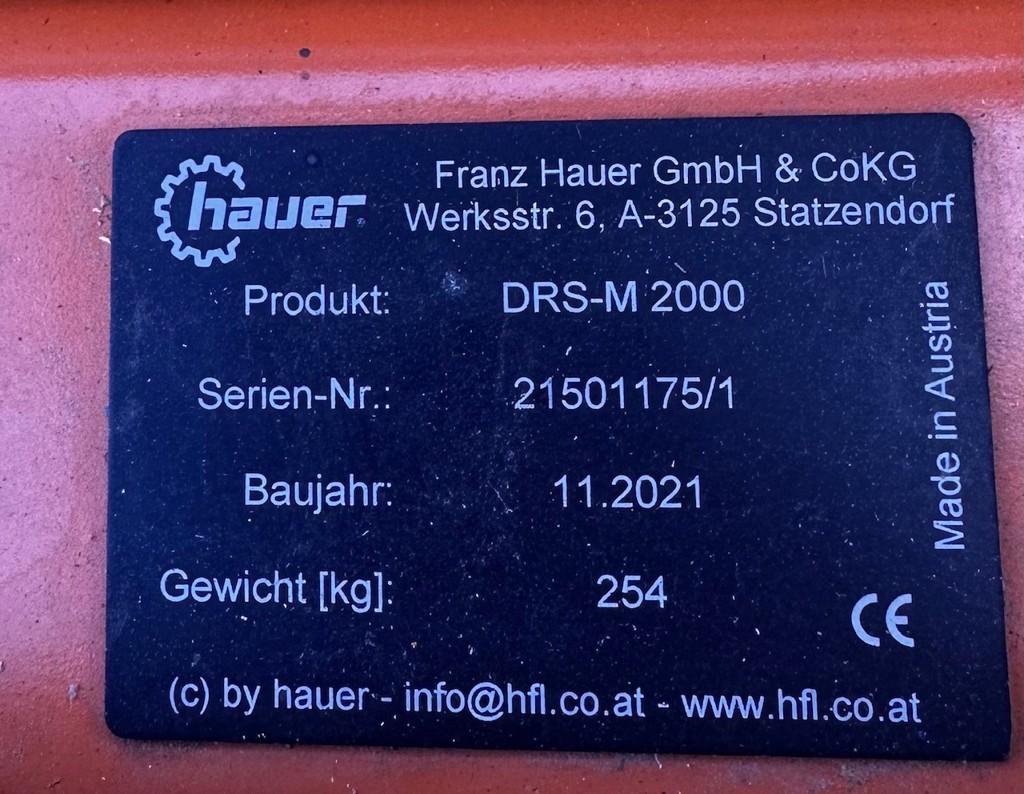 hauer
Franz Hauer GmbH & CoKG
Werksstr. 6, A-3125 Statzendorf
Produkt: DRS-M 2000
Serien-Nr.: 21501175/1
Baujahr: 11.2021
Gewicht [kg]: 254
Made in Austria
CE
(c) by hauer - info@hfl.co.at - www.hfl.co.at